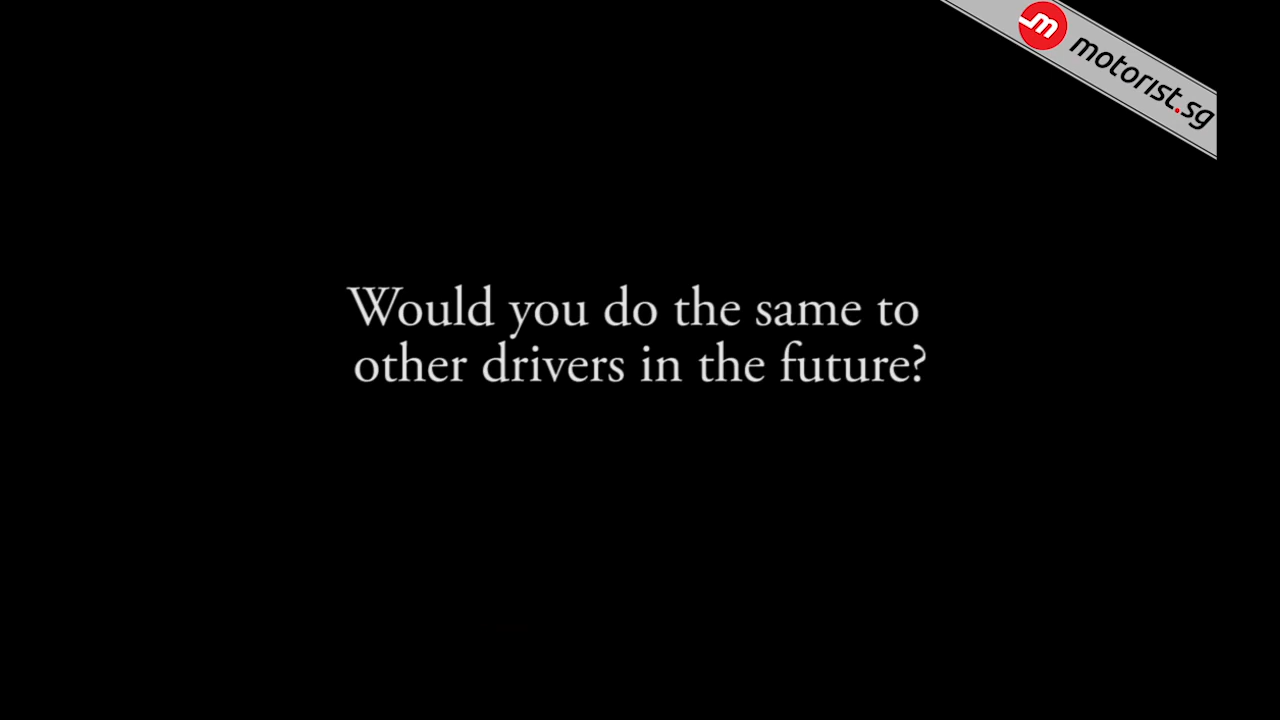 motorist.sg
Would you do the same to
other drivers in the future?